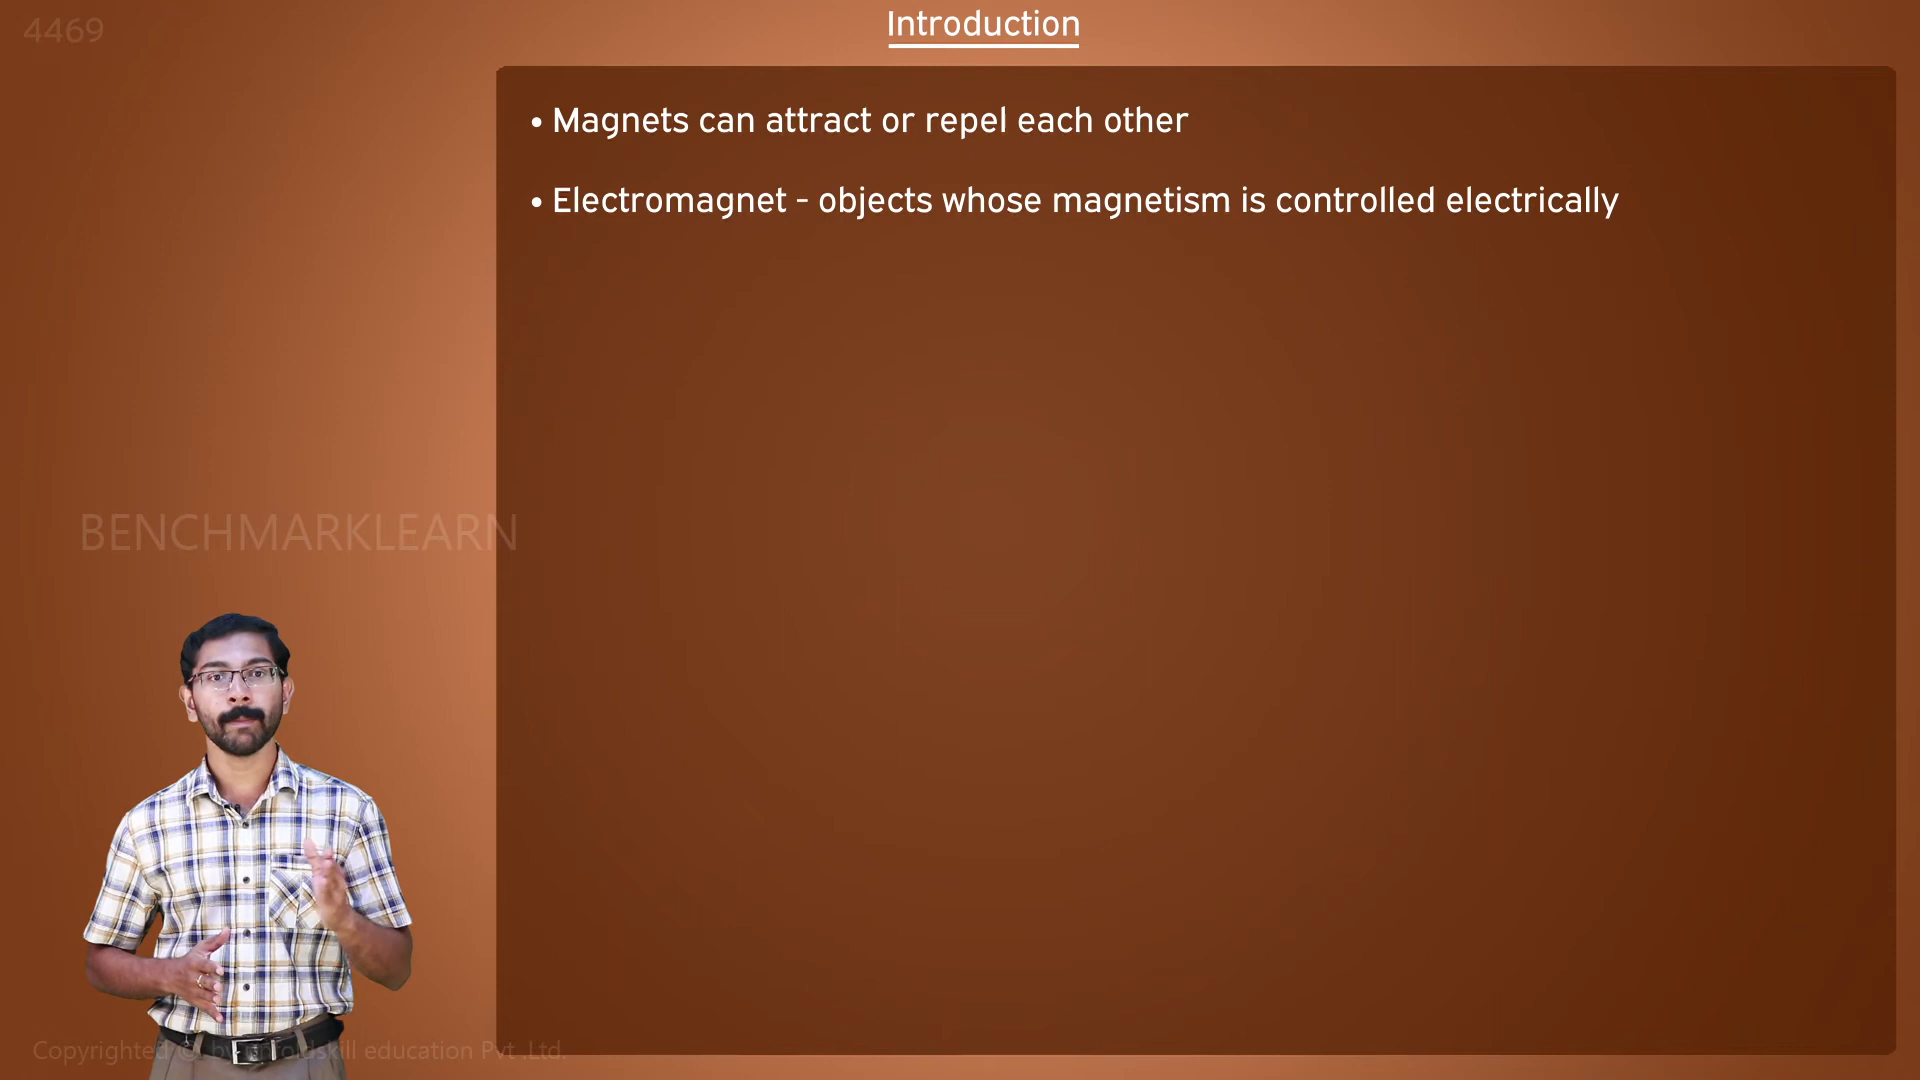 4469
Introduction
• Magnets can attract or repel each other
• Electromagnet - objects whose magnetism is controlled electrically
BENCHMARKLEARN
Copyrighted © by education Pvt .Ltd.